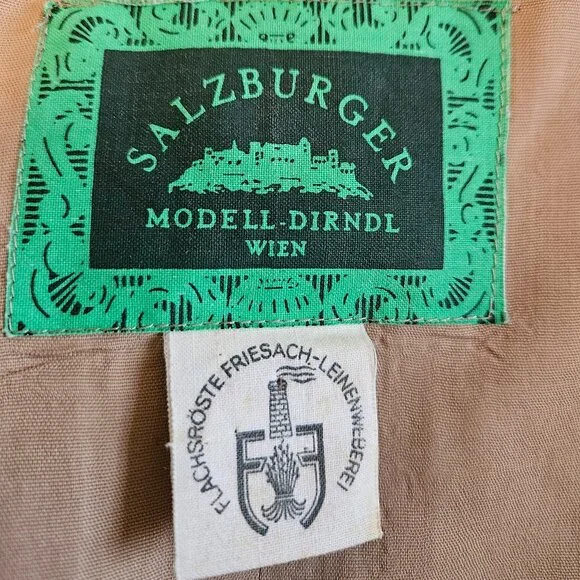 SALZBURGER
MODELL-DIRNDL
WIEN
FLACHSRÖSTE FRIESACH-LEINENWEBEREI